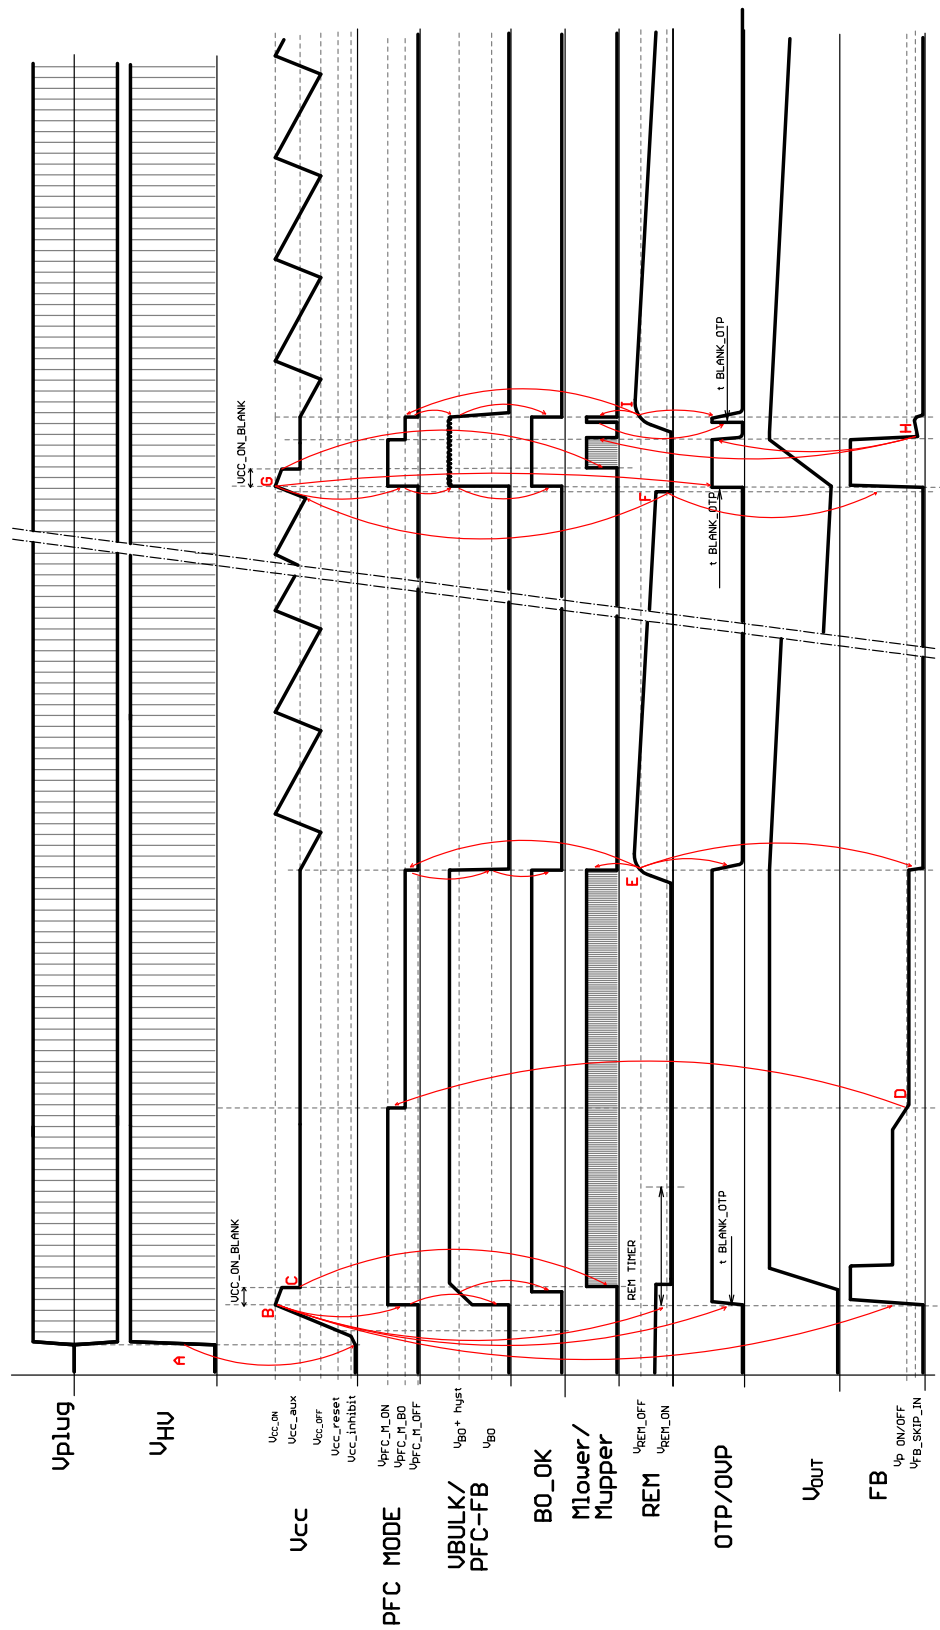 Vplug
VHV
VCC_ON
Vcc_aux
VCC_OFF
Vcc_reset
Vcc_inhibit
Vcc
VPFC_M_ON
VPFC_M_BO
VPFC_M_OFF
PFC MODE
VBO + hyst
VBO
VBULK/
PFC-FB
BO_OK
Mlower/
Mupper
VREM_OFF
VREM_ON
REM
OTP/OVP
VOUT
VP ON/OFF
VFB_SKIP_IN
FB
A
B
C
VCC_ON_BLANK
REM TIMER
t BLANK_OTP
D
E
F
G
VCC_ON_BLANK
t BLANK_OTP
H
I
t BLANK_OTP